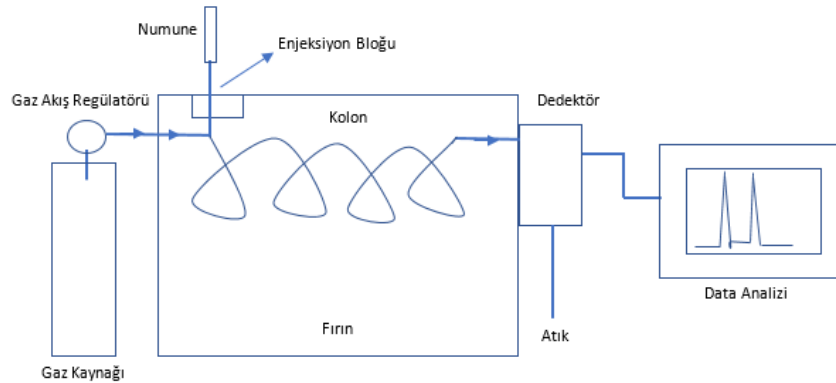 Numune
Enjeksiyon Bloğu
Gaz Akış Regülatörü
Kolon
Dedektör
Data Analizi
Fırın
Atık
Gaz Kaynağı